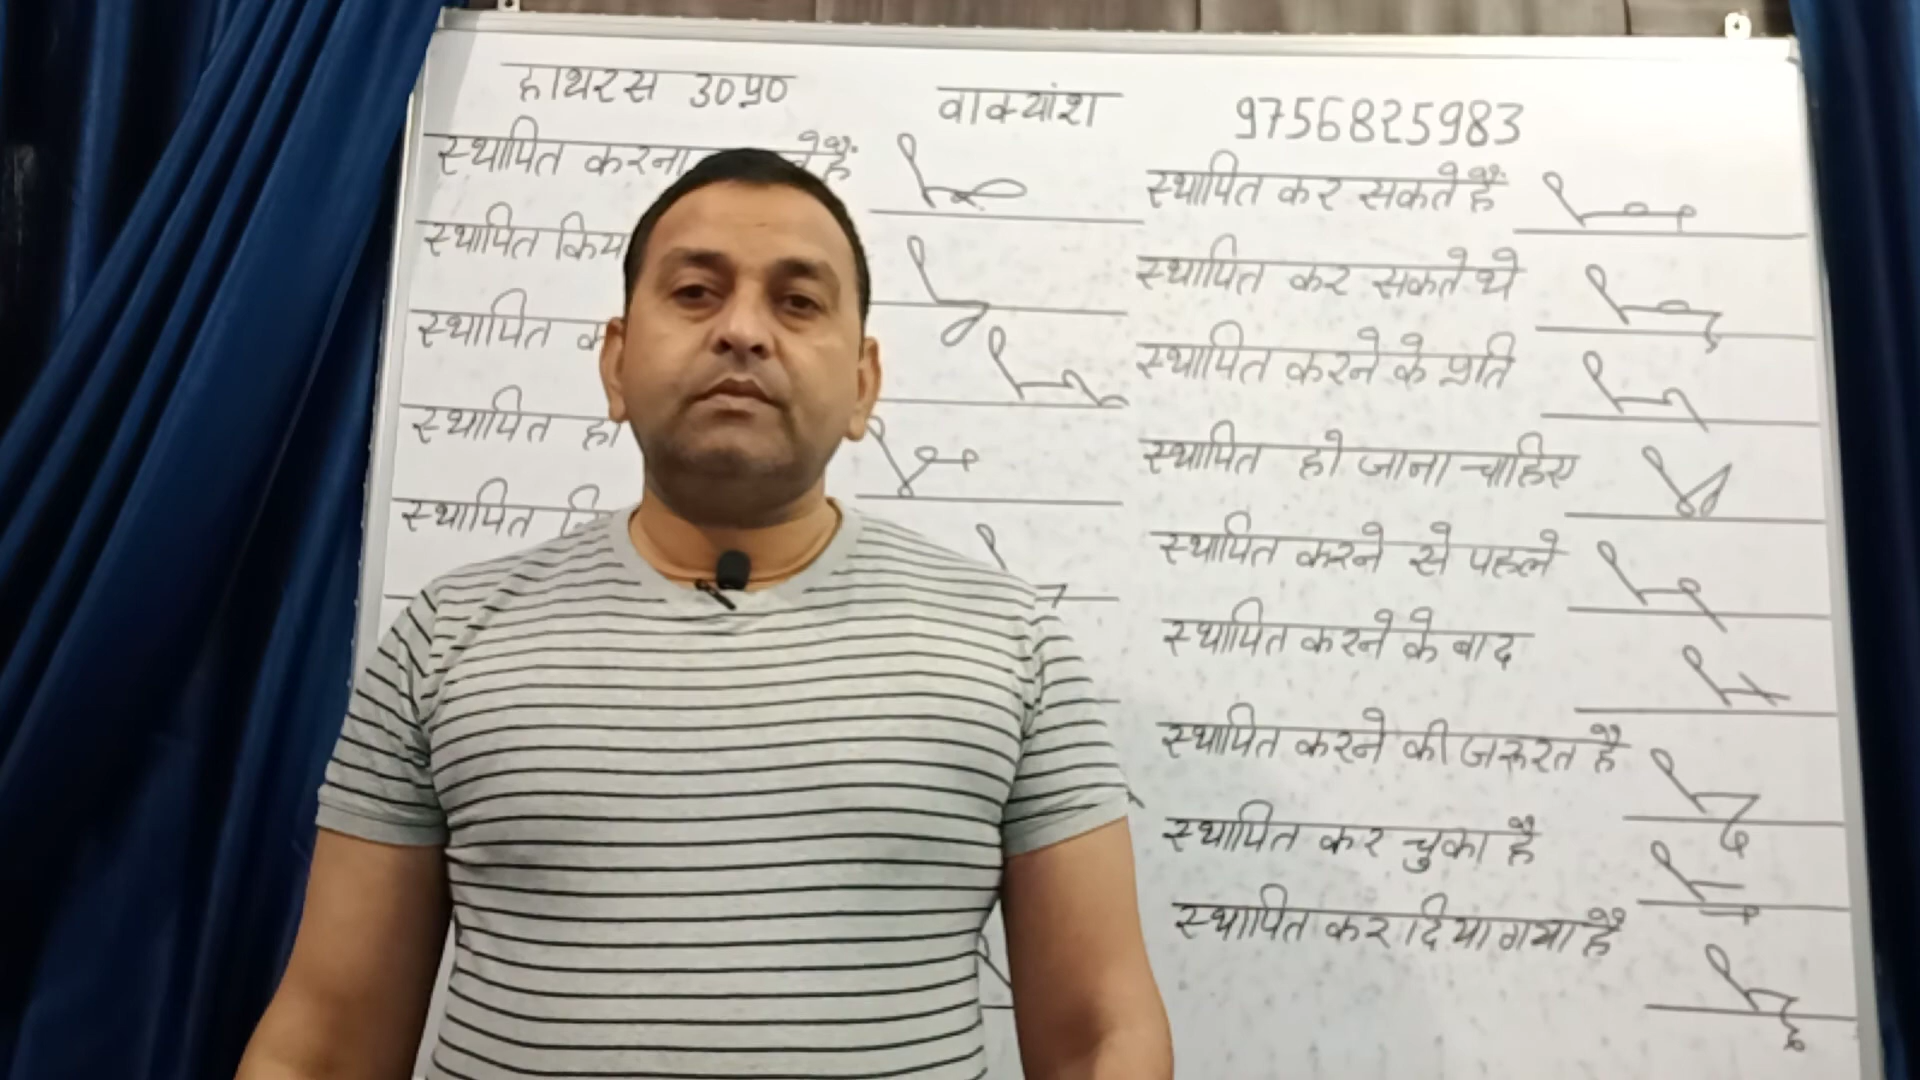 हाथरस उ०प्र० वाक्यांश 9756825983
स्थापित करना हैं
स्थापित किया
स्थापित
स्थापित हो
स्थापित
स्थापित कर सकते हैं
स्थापित कर सकते थे
स्थापित करने के प्रति
स्थापित हो जाना चाहिए
स्थापित करने से पहले
स्थापित करने के बाद
स्थापित करने की जरूरत है
स्थापित कर चुका है
स्थापित कर दिया गया है